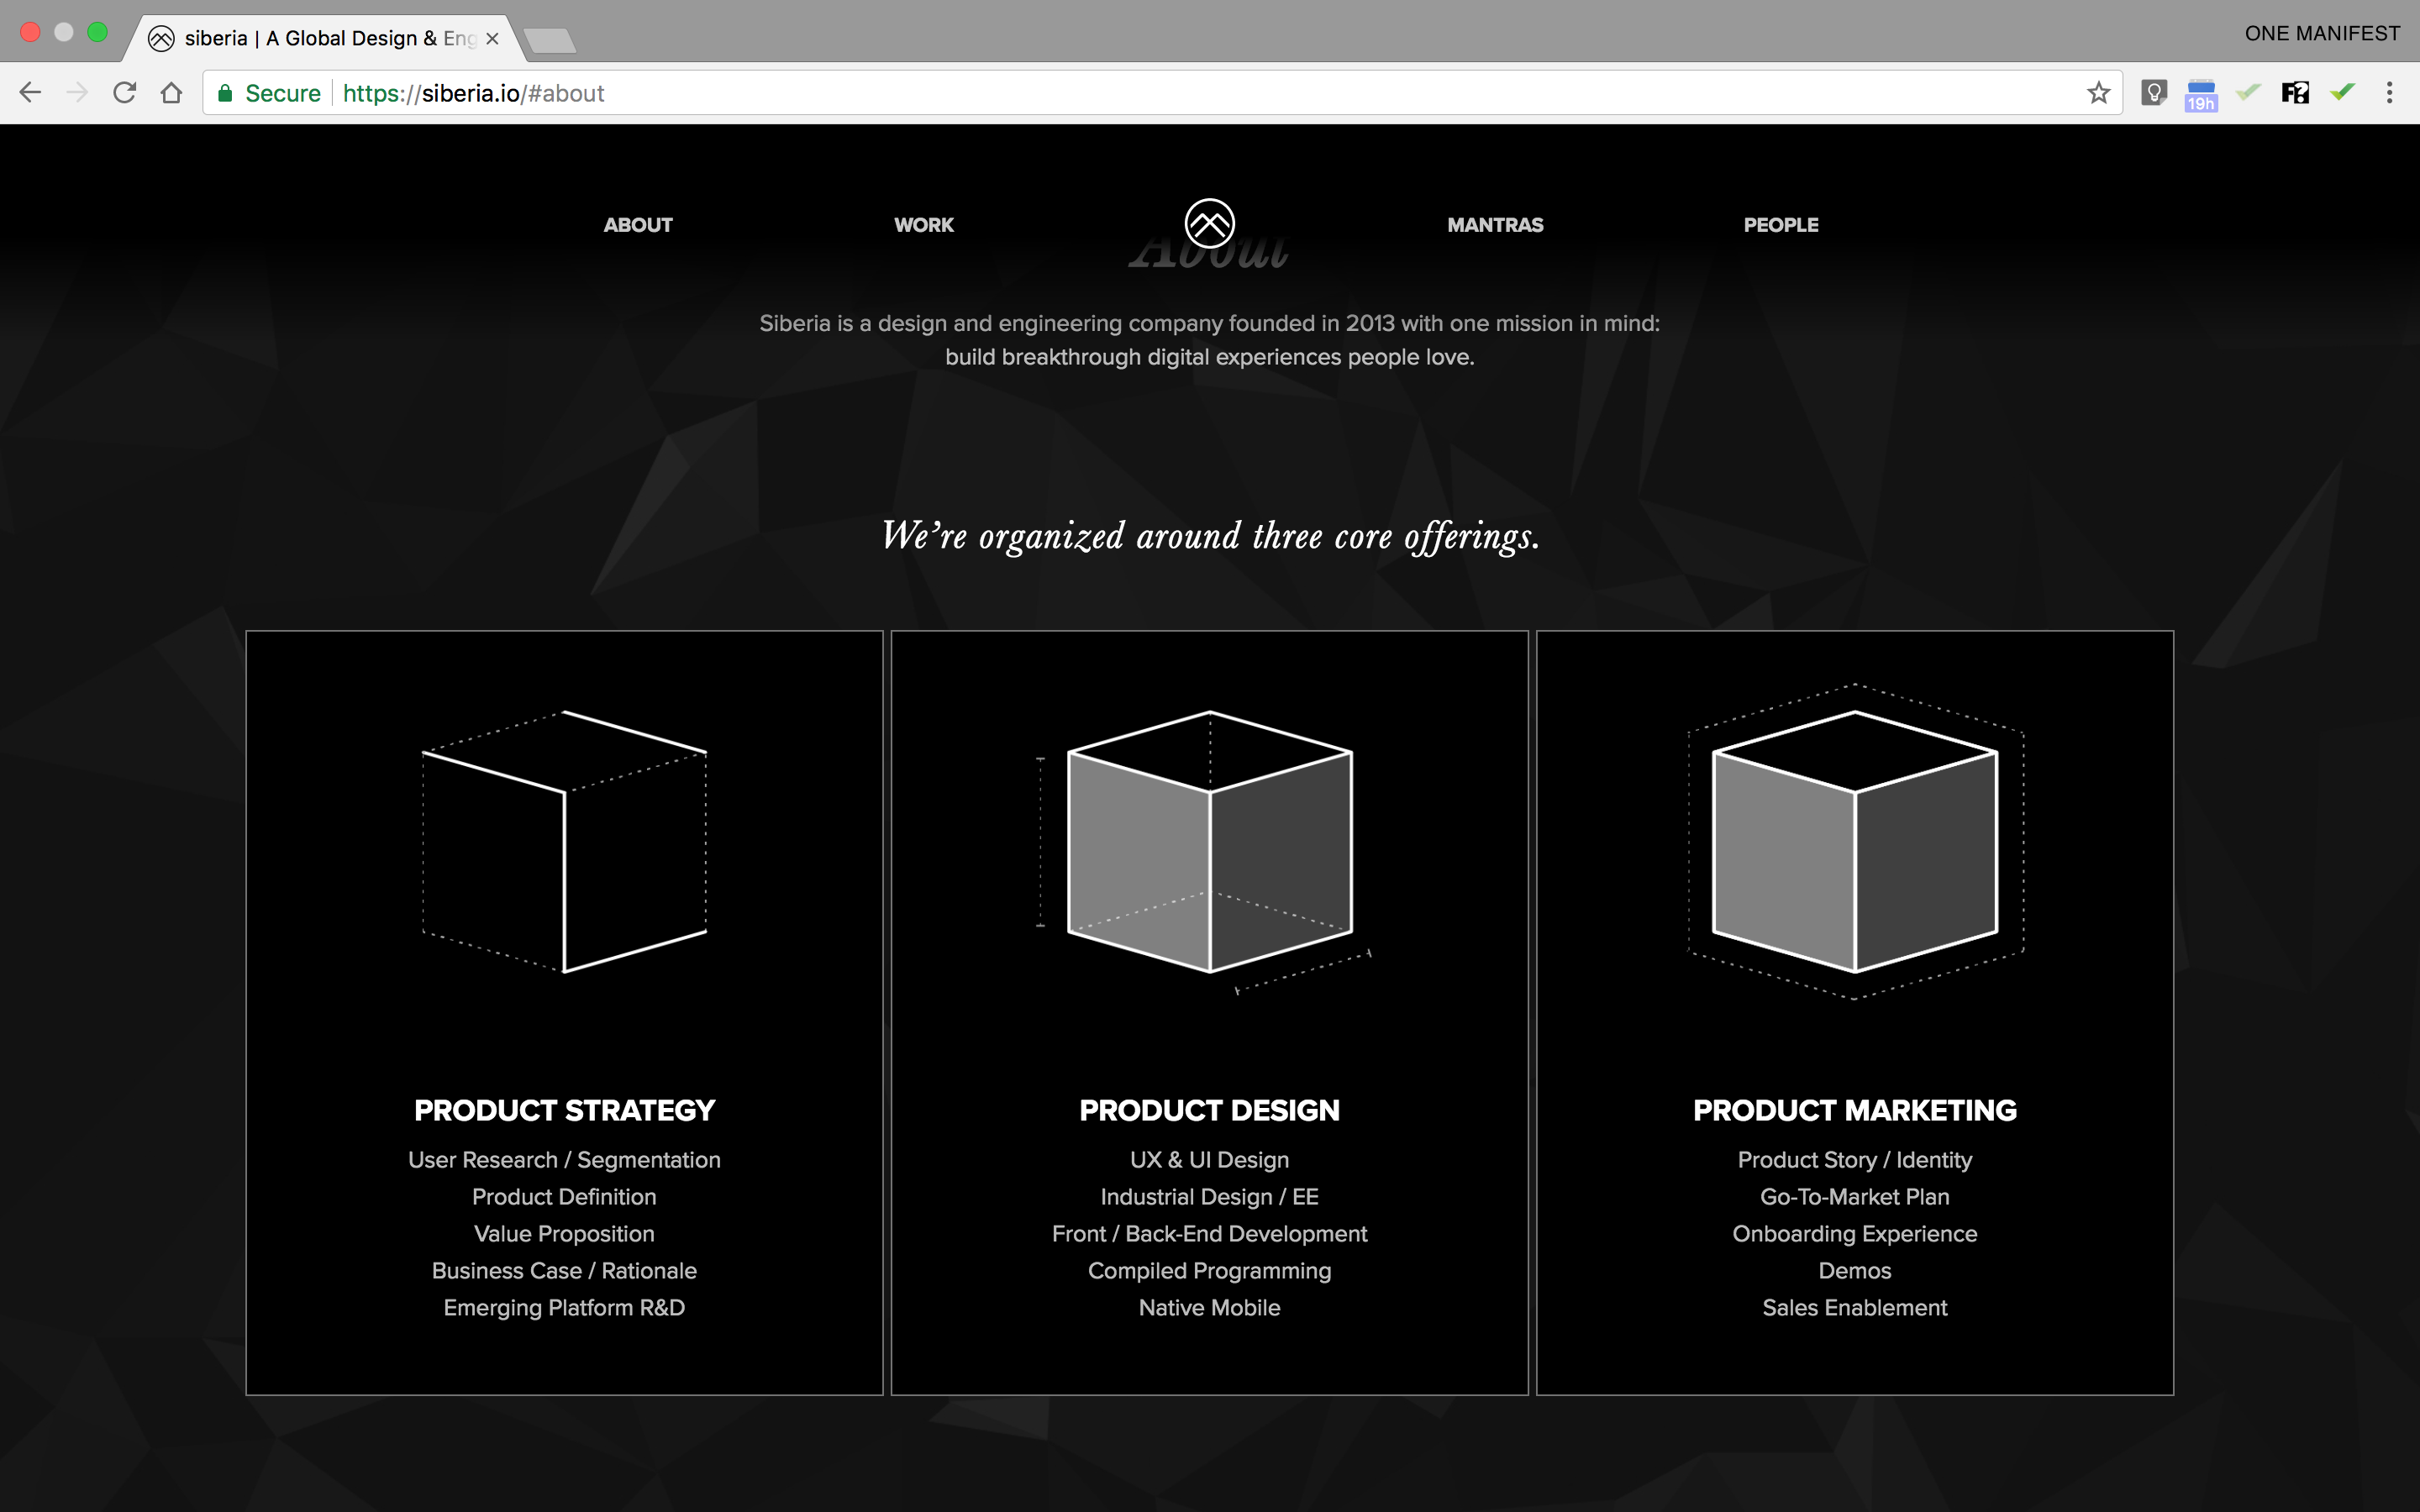 siberia | A Global Design & Eng
ONE MANIFEST
Secure
https://siberia.io/#about
19h
F?
ABOUT
WORK
MANTRAS
PEOPLE
About
Siberia is a design and engineering company founded in 2013 with one mission in mind:
build breakthrough digital experiences people love.
We’re organized around three core offerings.
PRODUCT STRATEGY
User Research / Segmentation
Product Definition
Value Proposition
Business Case / Rationale
Emerging Platform R&D
PRODUCT DESIGN
UX & UI Design
Industrial Design / EE
Front / Back-End Development
Compiled Programming
Native Mobile
PRODUCT MARKETING
Product Story / Identity
Go-To-Market Plan
Onboarding Experience
Demos
Sales Enablement